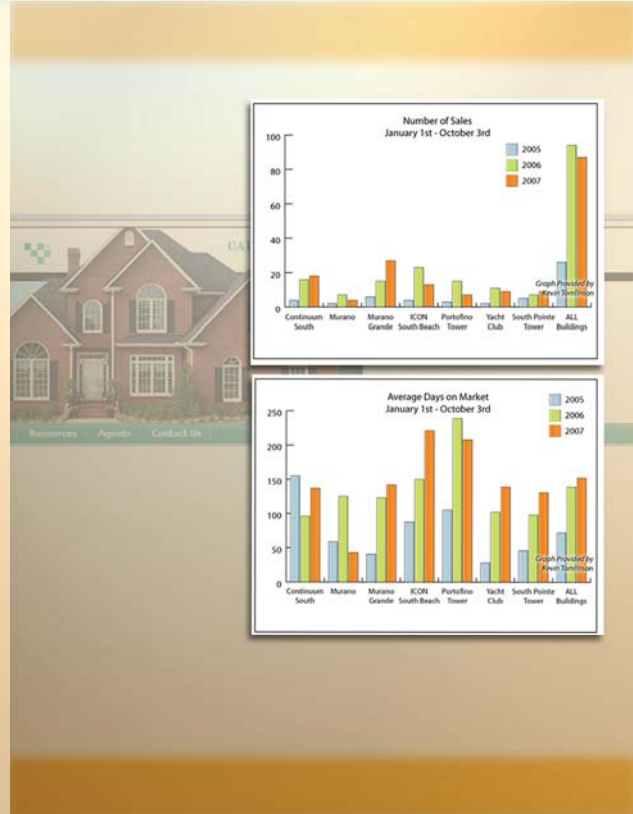 CA
Resources Agents Contact Us
Number of Sales
January 1st - October 3rd
2005
2006
2007
100
80
60
40
20
0
Graph Provided by
Kevin Tomlinson
Continuum Murano Murano ICON Portofino Yacht South Pointe ALL
South Grande South Beach Tower Club Tower Buildings
Average Days on Market
January 1st - October 3rd
2005
2006
2007
250
200
150
100
50
0
Graph Provided by
Kevin Tomlinson
Continuum Murano Murano ICON Portofino Yacht South Pointe ALL
South Grande South Beach Tower Club Tower Buildings